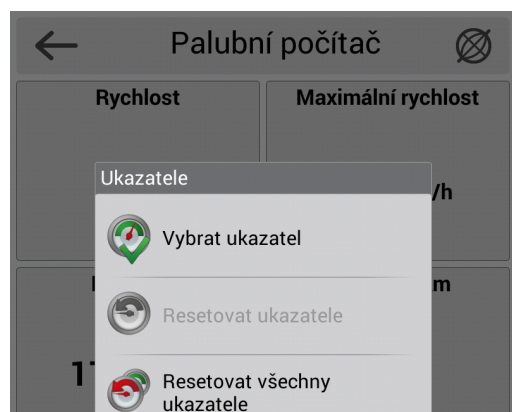 Palubní počítač
Rychlost
Maximální rychlost
Ukazatele
/h
Vybrat ukazatel
m
Resetovat ukazatele
Resetovat všechny
ukazatele